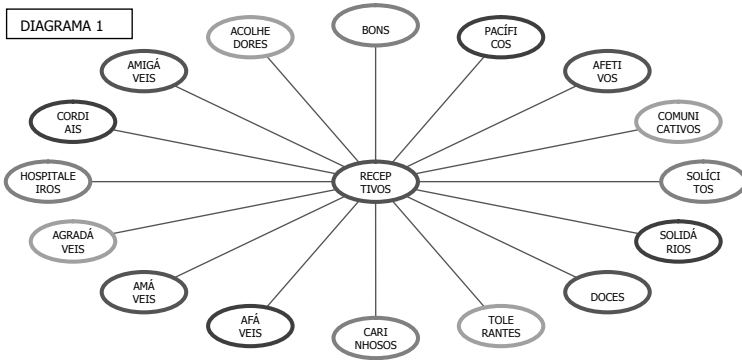 DIAGRAMA 1
BONS
ACOLHE
DORES
PACÍFI
COS
AMIGÁ
VEIS
AFETI
VOS
CORDI
AIS
COMUNI
CATIVOS
HOSPITALE
IROS
RECEP
TIVOS
SOLÍCI
TOS
AGRADÁ
VEIS
SOLIDÁ
RIOS
AMÁ
VEIS
DOCES
AFÁ
VEIS
CARI
NHOSOS
TOLE
RANTES